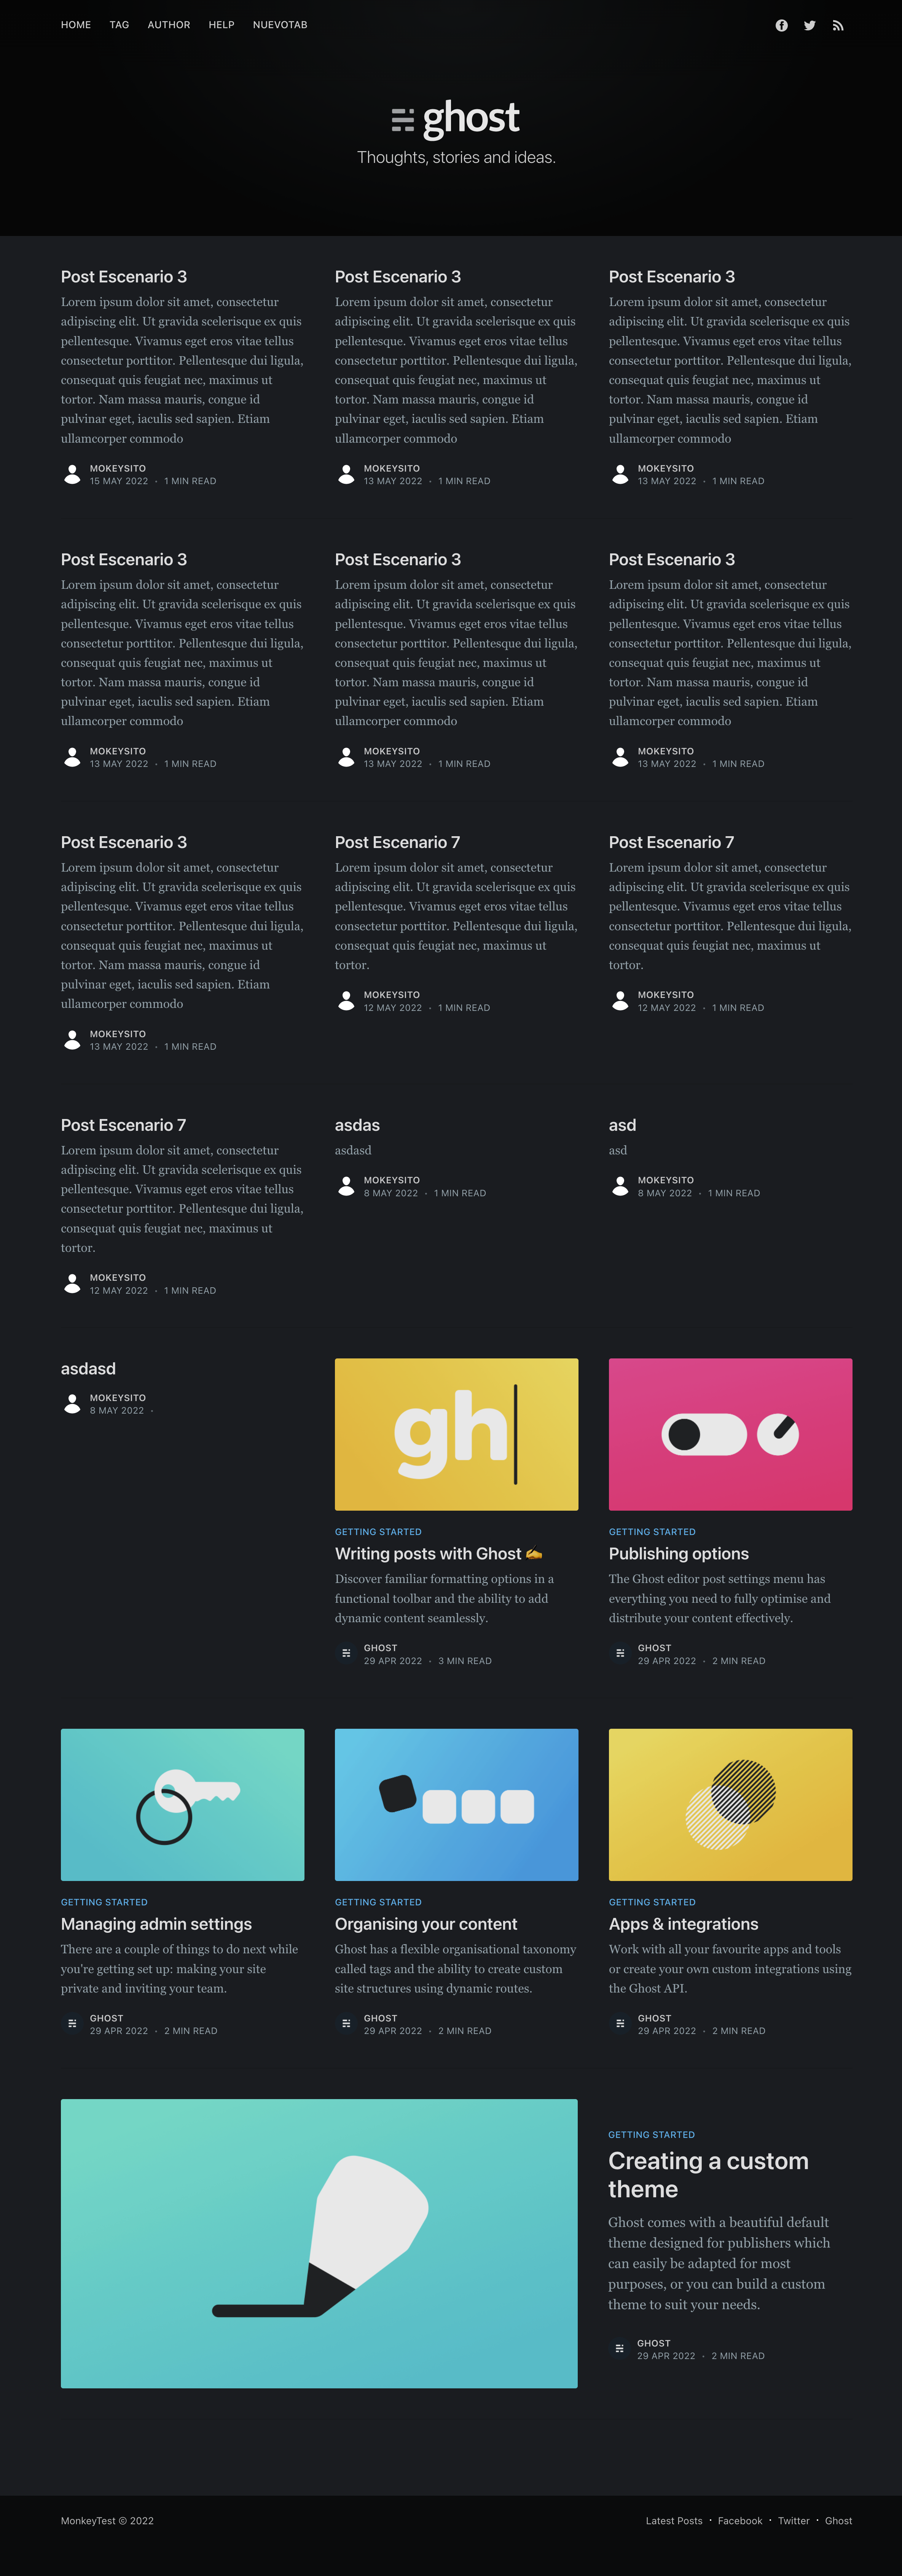 HOME TAG AUTHOR HELP NUEVOTAB
ghost
Thoughts, stories and ideas.
Post Escenario 3
Lorem ipsum dolor sit amet, consectetur
adipiscing elit. Ut gravida scelerisque ex quis
pellentesque. Vivamus eget eros vitae tellus
consectetur porttitor. Pellentesque dui ligula,
consequat quis feugiat nec, maximus ut
tortor. Nam massa mauris, congue id
pulvinar eget, iaculis sed sapien. Etiam
ullamcorper commodo
MOKEYSITO
15 MAY 2022 • 1 MIN READ
Post Escenario 3
Lorem ipsum dolor sit amet, consectetur
adipiscing elit. Ut gravida scelerisque ex quis
pellentesque. Vivamus eget eros vitae tellus
consectetur porttitor. Pellentesque dui ligula,
consequat quis feugiat nec, maximus ut
tortor. Nam massa mauris, congue id
pulvinar eget, iaculis sed sapien. Etiam
ullamcorper commodo
MOKEYSITO
13 MAY 2022 • 1 MIN READ
Post Escenario 3
Lorem ipsum dolor sit amet, consectetur
adipiscing elit. Ut gravida scelerisque ex quis
pellentesque. Vivamus eget eros vitae tellus
consectetur porttitor. Pellentesque dui ligula,
consequat quis feugiat nec, maximus ut
tortor. Nam massa mauris, congue id
pulvinar eget, iaculis sed sapien. Etiam
ullamcorper commodo
MOKEYSITO
13 MAY 2022 • 1 MIN READ
Post Escenario 3
Lorem ipsum dolor sit amet, consectetur
adipiscing elit. Ut gravida scelerisque ex quis
pellentesque. Vivamus eget eros vitae tellus
consectetur porttitor. Pellentesque dui ligula,
consequat quis feugiat nec, maximus ut
tortor. Nam massa mauris, congue id
pulvinar eget, iaculis sed sapien. Etiam
ullamcorper commodo
MOKEYSITO
13 MAY 2022 • 1 MIN READ
Post Escenario 3
Lorem ipsum dolor sit amet, consectetur
adipiscing elit. Ut gravida scelerisque ex quis
pellentesque. Vivamus eget eros vitae tellus
consectetur porttitor. Pellentesque dui ligula,
consequat quis feugiat nec, maximus ut
tortor. Nam massa mauris, congue id
pulvinar eget, iaculis sed sapien. Etiam
ullamcorper commodo
MOKEYSITO
13 MAY 2022 • 1 MIN READ
Post Escenario 3
Lorem ipsum dolor sit amet, consectetur
adipiscing elit. Ut gravida scelerisque ex quis
pellentesque. Vivamus eget eros vitae tellus
consectetur porttitor. Pellentesque dui ligula,
consequat quis feugiat nec, maximus ut
tortor. Nam massa mauris, congue id
pulvinar eget, iaculis sed sapien. Etiam
ullamcorper commodo
MOKEYSITO
13 MAY 2022 • 1 MIN READ
Post Escenario 3
Lorem ipsum dolor sit amet, consectetur
adipiscing elit. Ut gravida scelerisque ex quis
pellentesque. Vivamus eget eros vitae tellus
consectetur porttitor. Pellentesque dui ligula,
consequat quis feugiat nec, maximus ut
tortor. Nam massa mauris, congue id
pulvinar eget, iaculis sed sapien. Etiam
ullamcorper commodo
MOKEYSITO
13 MAY 2022 • 1 MIN READ
Post Escenario 7
Lorem ipsum dolor sit amet, consectetur
adipiscing elit. Ut gravida scelerisque ex quis
pellentesque. Vivamus eget eros vitae tellus
consectetur porttitor. Pellentesque dui ligula,
consequat quis feugiat nec, maximus ut
tortor.
MOKEYSITO
12 MAY 2022 • 1 MIN READ
Post Escenario 7
Lorem ipsum dolor sit amet, consectetur
adipiscing elit. Ut gravida scelerisque ex quis
pellentesque. Vivamus eget eros vitae tellus
consectetur porttitor. Pellentesque dui ligula,
consequat quis feugiat nec, maximus ut
tortor.
MOKEYSITO
12 MAY 2022 • 1 MIN READ
Post Escenario 7
Lorem ipsum dolor sit amet, consectetur
adipiscing elit. Ut gravida scelerisque ex quis
pellentesque. Vivamus eget eros vitae tellus
consectetur porttitor. Pellentesque dui ligula,
consequat quis feugiat nec, maximus ut
tortor.
MOKEYSITO
12 MAY 2022 • 1 MIN READ
asdas
asdasd
MOKEYSITO
8 MAY 2022 • 1 MIN READ
asd
asd
MOKEYSITO
8 MAY 2022 • 1 MIN READ
asdasd
MOKEYSITO
8 MAY 2022 •
gh
GETTING STARTED
Writing posts with Ghost ✍️
Discover familiar formatting options in a
functional toolbar and the ability to add
dynamic content seamlessly.
GHOST
29 APR 2022 • 3 MIN READ
GETTING STARTED
Publishing options
The Ghost editor post settings menu has
everything you need to fully optimise and
distribute your content effectively.
GHOST
29 APR 2022 • 2 MIN READ
GETTING STARTED
Managing admin settings
There are a couple of things to do next while
you're getting set up: making your site
private and inviting your team.
GHOST
29 APR 2022 • 2 MIN READ
GETTING STARTED
Organising your content
Ghost has a flexible organisational taxonomy
called tags and the ability to create custom
site structures using dynamic routes.
GHOST
29 APR 2022 • 2 MIN READ
GETTING STARTED
Apps & integrations
Work with all your favourite apps and tools
or create your own custom integrations using
the Ghost API.
GHOST
29 APR 2022 • 2 MIN READ
GETTING STARTED
Creating a custom
theme
Ghost comes with a beautiful default
theme designed for publishers which
can easily be adapted for most
purposes, or you can build a custom
theme to suit your needs.
GHOST
29 APR 2022 • 2 MIN READ
MonkeyTest © 2022
Latest Posts • Facebook • Twitter • Ghost